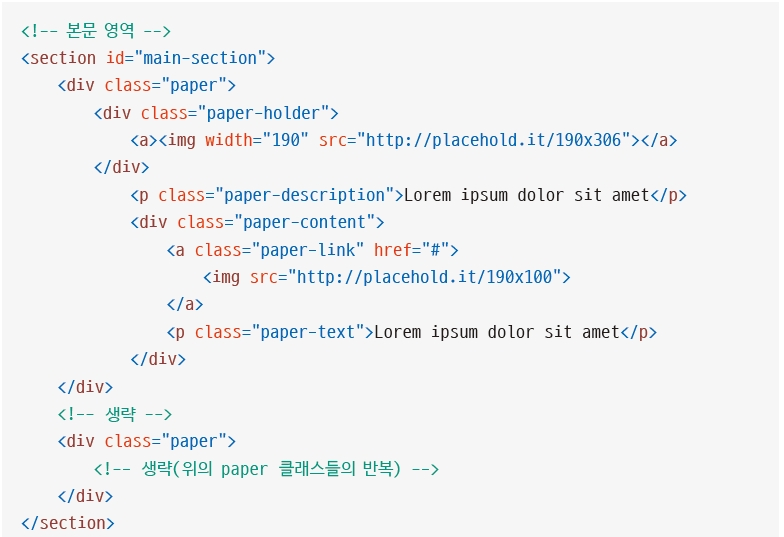 <!-- 본문 영역 -->
<section id="main-section">
<div class="paper">
<div class="paper-holder">
<a><img width="190" src="http://placehold.it/190x306"></a>
</div>
<p class="paper-description">Lorem ipsum dolor sit amet</p>
<div class="paper-content">
<a class="paper-link" href="#">
<img src="http://placehold.it/190x100">
</a>
<p class="paper-text">Lorem ipsum dolor sit amet</p>
</div>
</div>
<!-- 생략 -->
<div class="paper">
<!-- 생략(위의 paper 클래스들의 반복) -->
</div>
</section>